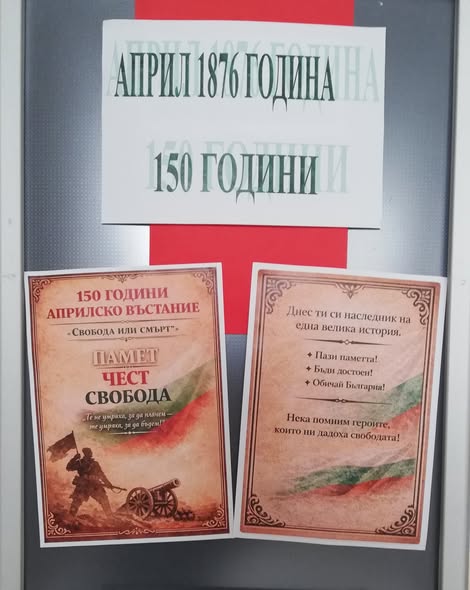 АПРИЛ 1876 ГОДИНА
150 ГОДИНИ
150 ГОДИНИ
АПРИЛСКО ВЪСТАНИЕ
«Свобода или смърт"»
ПАМЕТ
ЧЕСТ
СВОБОДА
„Те не умряха, за да плачем —
те умряха, за да бъдем!"
Днес ти си наследник на
една велика история.
Пази паметта!
Бъди достоен!
Обичай България!
Нека помним героите,
които ни дадоха свободата!